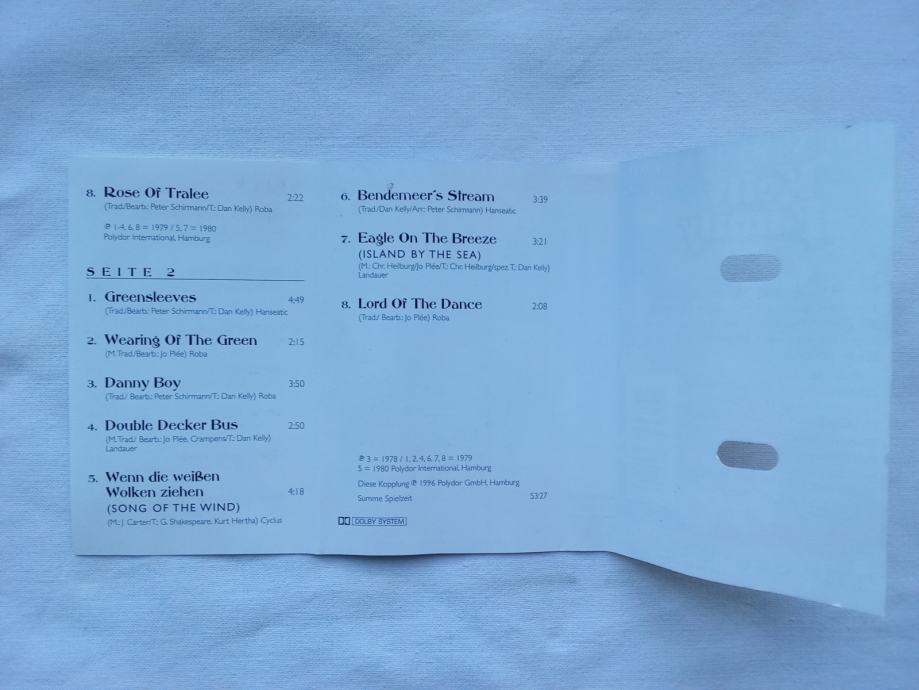 8. Rose Of Tralee 2:22
(Trad./Bearb.: Peter Schirmann/T.: Dan Kelly) Roba
℗ 1-4, 6, 8 = 1979 / 5, 7 = 1980
Polydor International, Hamburg
SEITE 2
1. Greensleeves 4:49
(Trad./Bearb.: Peter Schirmann/T.: Dan Kelly) Hanseatic
2. Wearing Of The Green 2:15
(M. Trad./Bearb.: Jo Plée) Roba
3. Danny Boy 3:50
(Trad./ Bearb.: Peter Schirmann/T.: Dan Kelly) Roba
4. Double Decker Bus 2:50
(M.Trad./ Bearb.: Jo Plée, Crampens/T.: Dan Kelly)
Landauer
5. Wenn die weißen
Wolken ziehen 4:18
(SONG OF THE WIND)
(M.: J. Carter/T.: G. Shakespeare, Kurt Hertha) Cyclus
6. Bendemeer's Stream 3:39
(Trad./Dan Kelly/Arr.: Peter Schirmann) Hanseatic
7. Eagle On The Breeze 3:21
(ISLAND BY THE SEA)
(M.: Chr. Heilburg/Jo Plée/T.: Chr. Heilburg/spez. T.: Dan Kelly)
Landauer
8. Lord Of The Dance 2:08
(Trad./ Bearb.: Jo Plée) Roba
℗ 3 = 1978 / 1, 2, 4, 6, 7, 8 = 1979
5 = 1980 Polydor International, Hamburg
Diese Kopplung ℗ 1996 Polydor GmbH, Hamburg
Summe Spielzeit 53:27
DOLBY SYSTEM